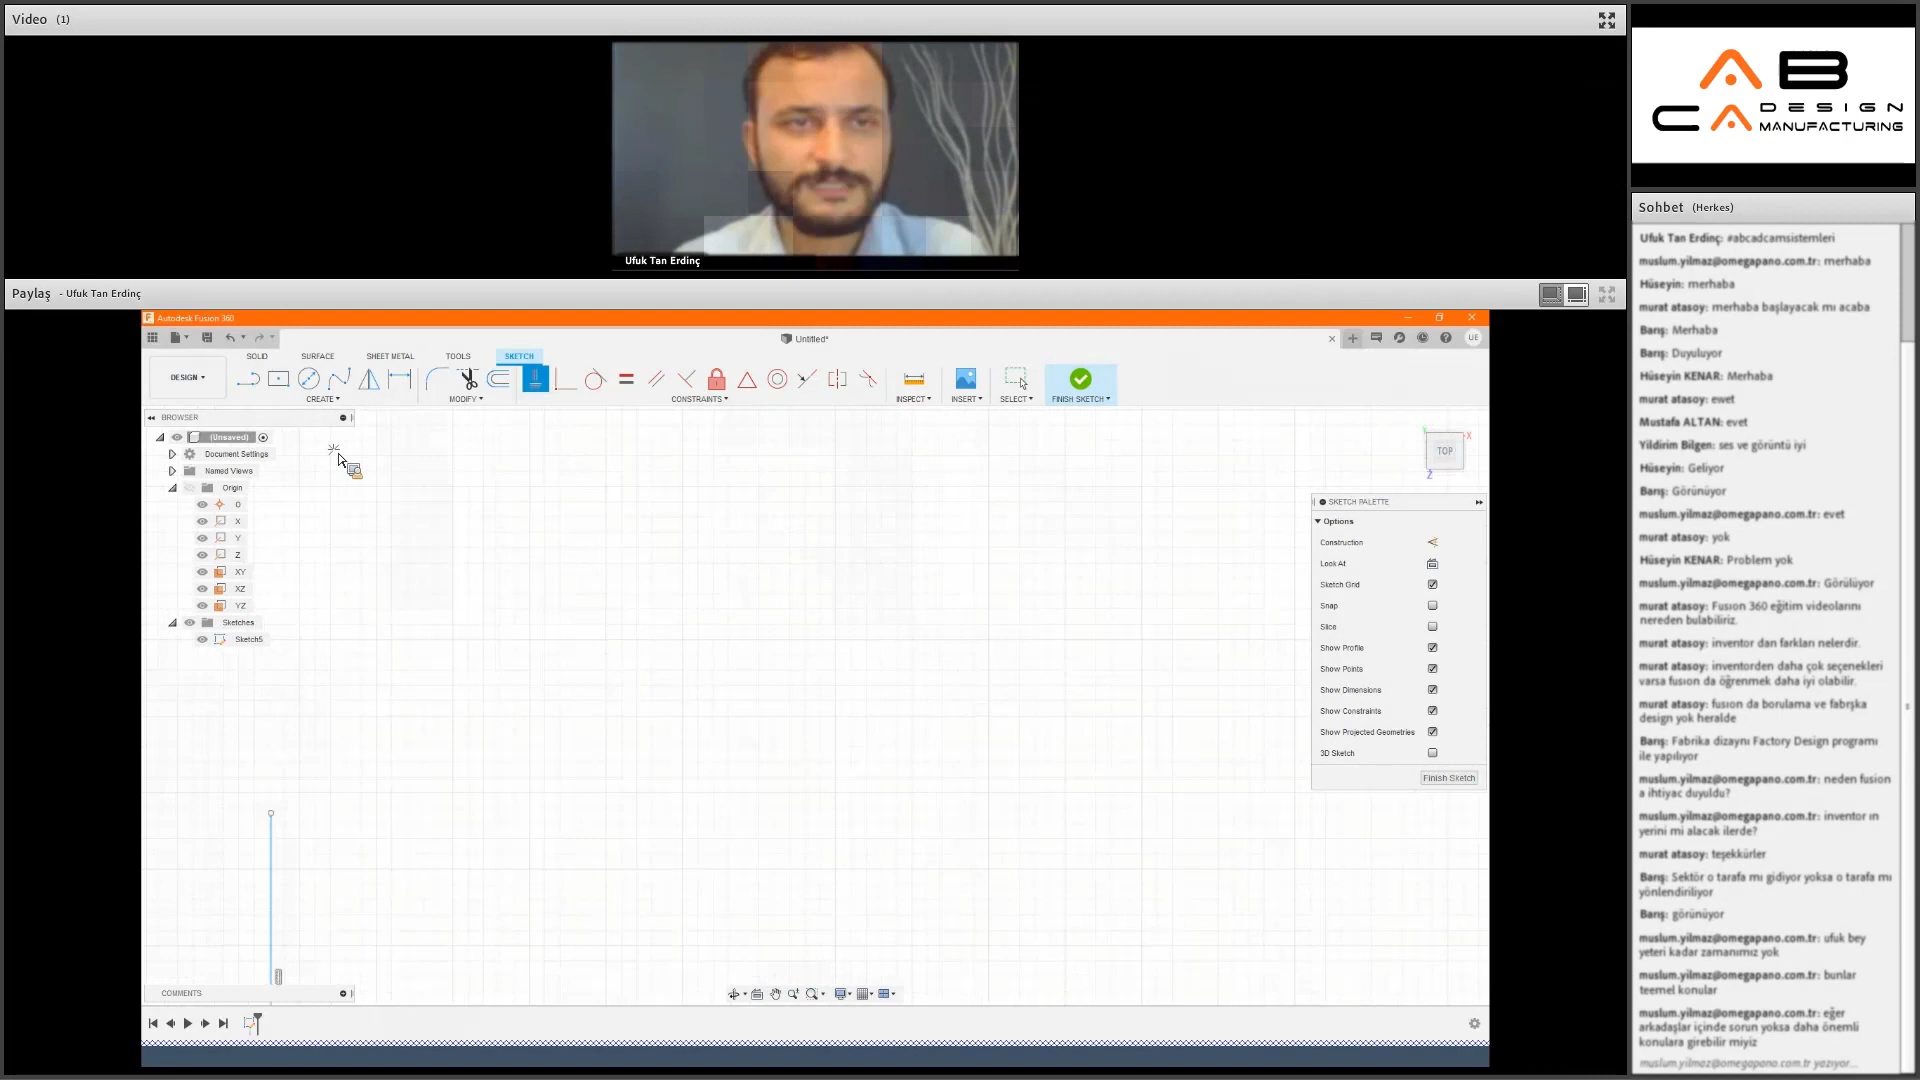 Video (1)
Ufuk Tan Erdinç
Paylaş - Ufuk Tan Erdinç
Autodesk Fusion 360
Untitled*
UE
SOLID SURFACE SHEET METAL TOOLS SKETCH
DESIGN
CREATE MODIFY CONSTRAINTS INSPECT INSERT SELECT FINISH SKETCH
BROWSER
(Unsaved)
Document Settings
Named Views
Origin
O
X
Y
Z
XY
XZ
YZ
Sketches
Sketch5
TOP
X
Y
Z
SKETCH PALETTE
Options
Construction
Look At
Sketch Grid
Snap
Slice
Show Profile
Show Points
Show Dimensions
Show Constraints
Show Projected Geometries
3D Sketch
Finish Sketch
COMMENTS
AB
CA DESIGN
MANUFACTURING
Sohbet (Herkes)
Ufuk Tan Erdinç: #abcadcamsistemleri
muslum.yilmaz@omegapano.com.tr: merhaba
Hüseyin: merhaba
murat atasoy: merhaba başlayacak mı acaba
Barış: Merhaba
Barış: Duyuluyor
Hüseyin KENAR: Merhaba
murat atasoy: ewet
Mustafa ALTAN: evet
Yildirim Bilgen: ses ve görüntü iyi
Hüseyin: Geliyor
Barış: Görünüyor
muslum.yilmaz@omegapano.com.tr: evet
murat atasoy: yok
Hüseyin KENAR: Problem yok
muslum.yilmaz@omegapano.com.tr: Görülüyor
murat atasoy: Fusıon 360 eğitim videolarını
nereden bulabiliriz.
murat atasoy: inventor dan farkları nelerdir.
murat atasoy: inventorden daha çok seçenekleri
varsa fusıon da öğrenmek daha iyi olabilir.
murat atasoy: fusıon da borulama ve fabrşka
design yok heralde
Barış: Fabrika dizaynı Factory Design programı
ile yapılıyor
muslum.yilmaz@omegapano.com.tr: neden fusion
a ihtiyac duyuldu?
muslum.yilmaz@omegapano.com.tr: inventor ın
yerini mi alacak ilerde?
murat atasoy: teşekkürler
Barış: Sektör o tarafa mı gidiyor yoksa o tarafa mı
yönlendiriliyor
Barış: görünüyor
muslum.yilmaz@omegapano.com.tr: ufuk bey
yeteri kadar zamanımız yok
muslum.yilmaz@omegapano.com.tr: bunlar
teemel konular
muslum.yilmaz@omegapano.com.tr: eğer
arkadaşlar içinde sorun yoksa daha önemli
konulara girebilir miyiz
muslum.yilmaz@omegapano.com.tr yazıyor...